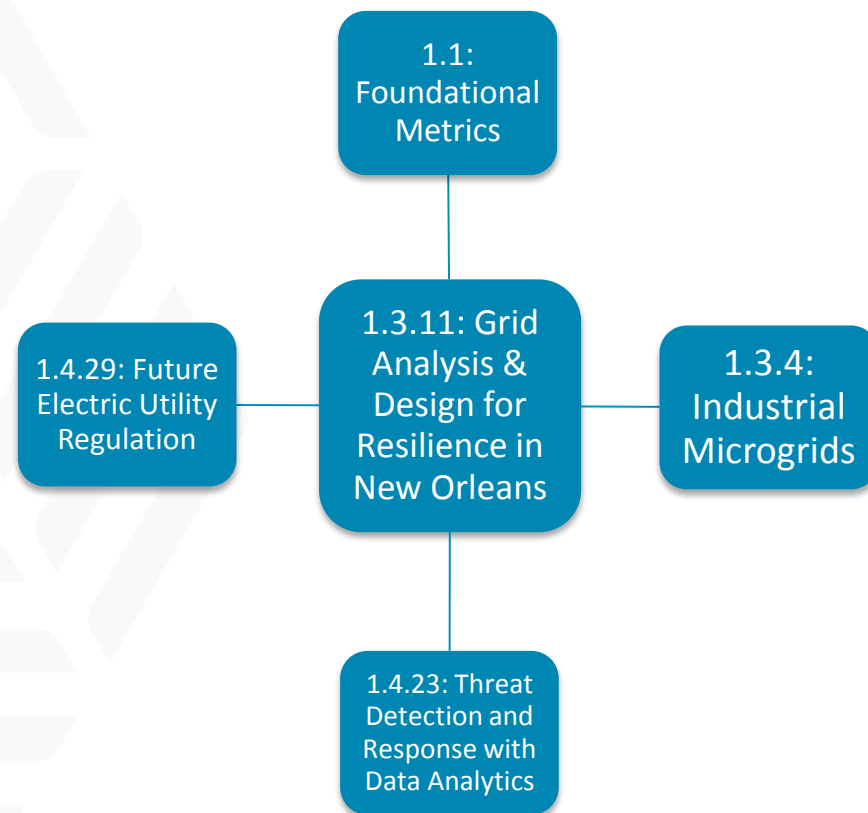 1.1:
Foundational
Metrics
1.4.29: Future
Electric Utility
Regulation
1.3.11: Grid
Analysis &
Design for
Resilience in
New Orleans
1.3.4:
Industrial
Microgrids
1.4.23: Threat
Detection and
Response with
Data Analytics